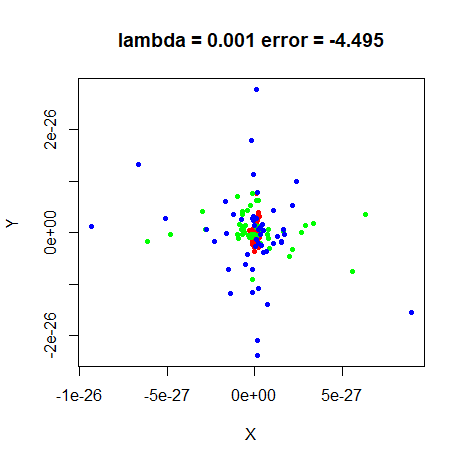 lambda = 0.001 error = -4.495
2e-26
0e+00
-2e-26
Y
-1e-26 -5e-27 0e+00 5e-27
X